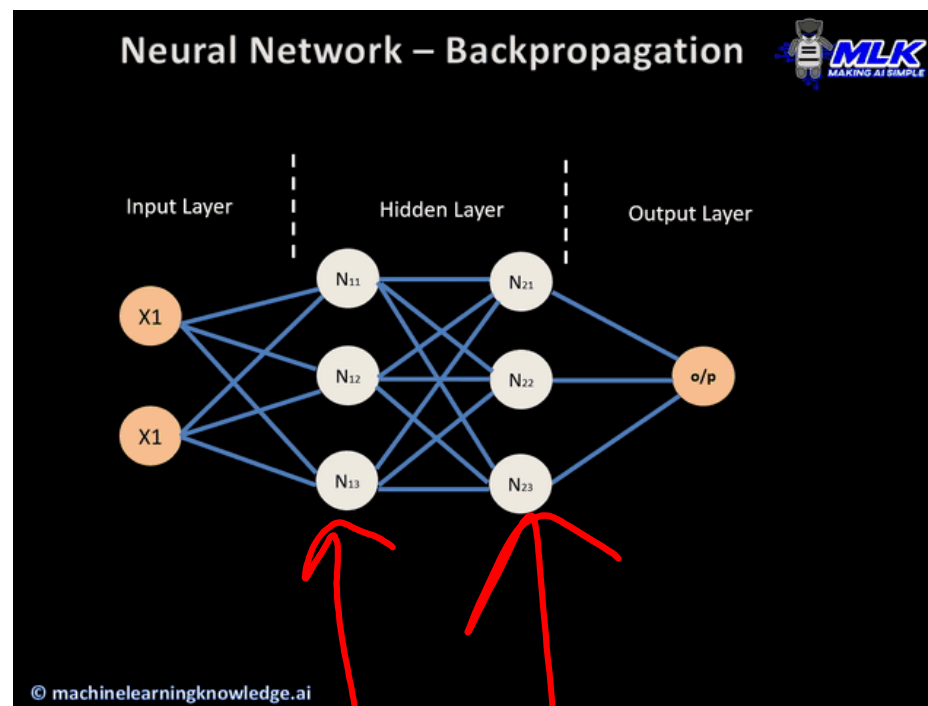 Neural Network – Backpropagation
MLK
MAKING AI SIMPLE
Input Layer
Hidden Layer
Output Layer
N₁₁
N₂₁
X1
N₁₂
N₂₂
o/p
X1
N₁₃
N₂₃
© machinelearningknowledge.ai